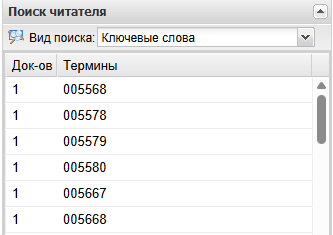 Поиск читателя
Вид поиска: Ключевые слова
Док-ов Термины
1 005568
1 005578
1 005579
1 005580
1 005667
1 005668